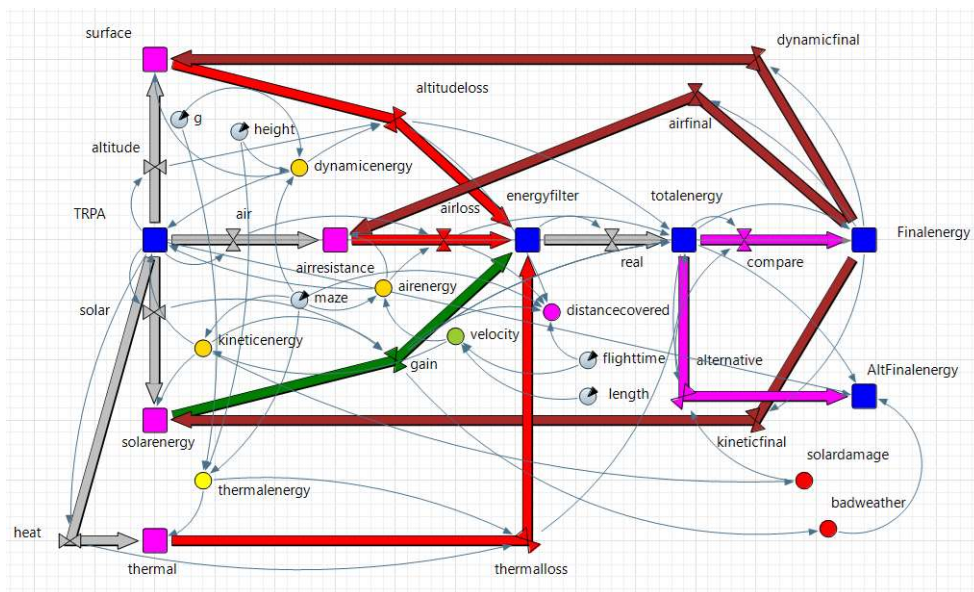 surface
dynamicfinal
altitudeloss
g
height
airfinal
altitude
dynamicenergy
energyfilter
totalenergy
TRPA
air
airloss
Finalenergy
airresistance
real
compare
solar
maze
airenergy
distancecovered
kineticenergy
velocity
gain
flighttime
alternative
AltFinalenergy
length
solarenergy
kineticfinal
solardamage
thermalenergy
badweather
heat
thermal
thermalloss